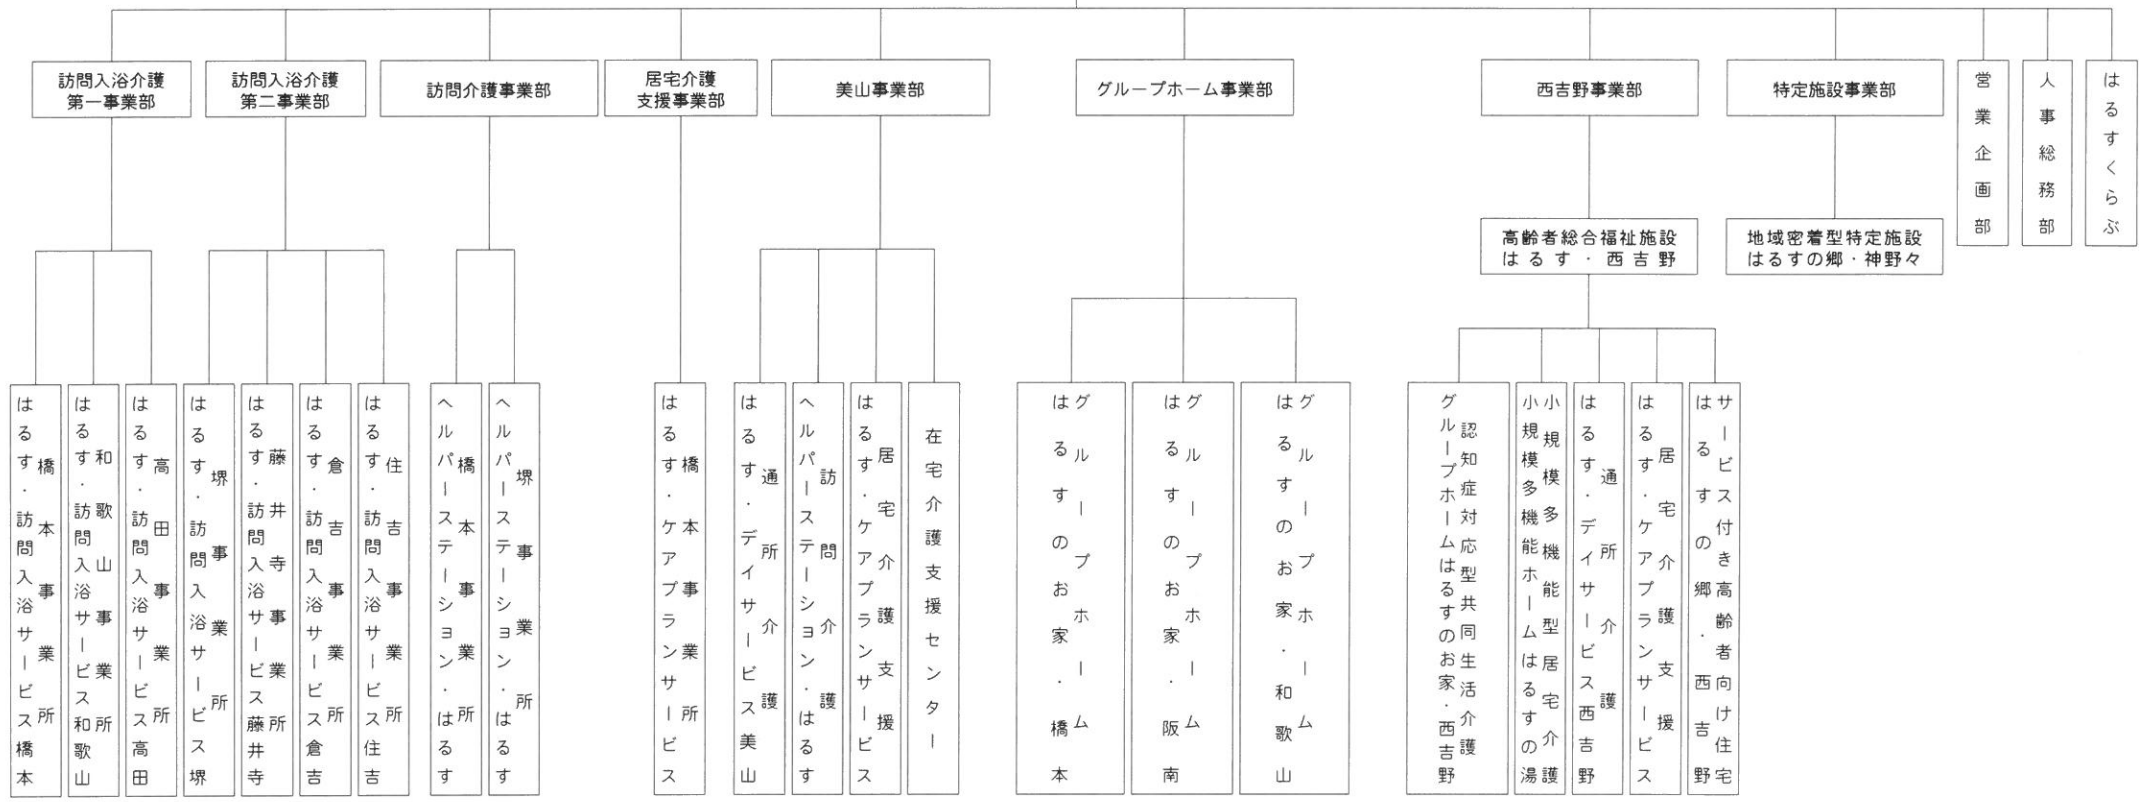 訪問入浴介護
第一事業部
訪問入浴介護
第二事業部
訪問介護事業部
居宅介護
支援事業部
美山事業部
グループホーム事業部
西吉野事業部
特定施設事業部
営業企画部
人事総務部
はるすくらぶ
高齢者総合福祉施設
はるす・西吉野
地域密着型特定施設
はるすの郷・神野々
橋本事業所
はるす・訪問入浴サービス橋本
和歌山事業所
はるす・訪問入浴サービス和歌山
高田事業所
はるす・訪問入浴サービス高田
堺事業所
はるす・訪問入浴サービス堺
藤井寺事業所
はるす・訪問入浴サービス藤井寺
倉吉事業所
はるす・訪問入浴サービス倉吉
住吉事業所
はるす・訪問入浴サービス住吉
橋本事業所
ヘルパーステーション・はるす
堺事業所
ヘルパーステーション・はるす
橋本事業所
はるす・ケアプランサービス
通所介護
はるす・デイサービス美山
訪問介護
ヘルパーステーション・はるす
居宅介護支援
はるす・ケアプランサービス
在宅介護支援センター
グループホーム
はるすのお家・橋本
グループホーム
はるすのお家・阪南
グループホーム
はるすのお家・和歌山
認知症対応型共同生活介護
グループホームはるすのお家・西吉野
小規模多機能型居宅介護
小規模多機能ホームはるすの湯
通所介護
はるす・デイサービス西吉野
居宅介護支援
はるす・ケアプランサービス
サービス付き高齢者向け住宅
はるすの郷・西吉野